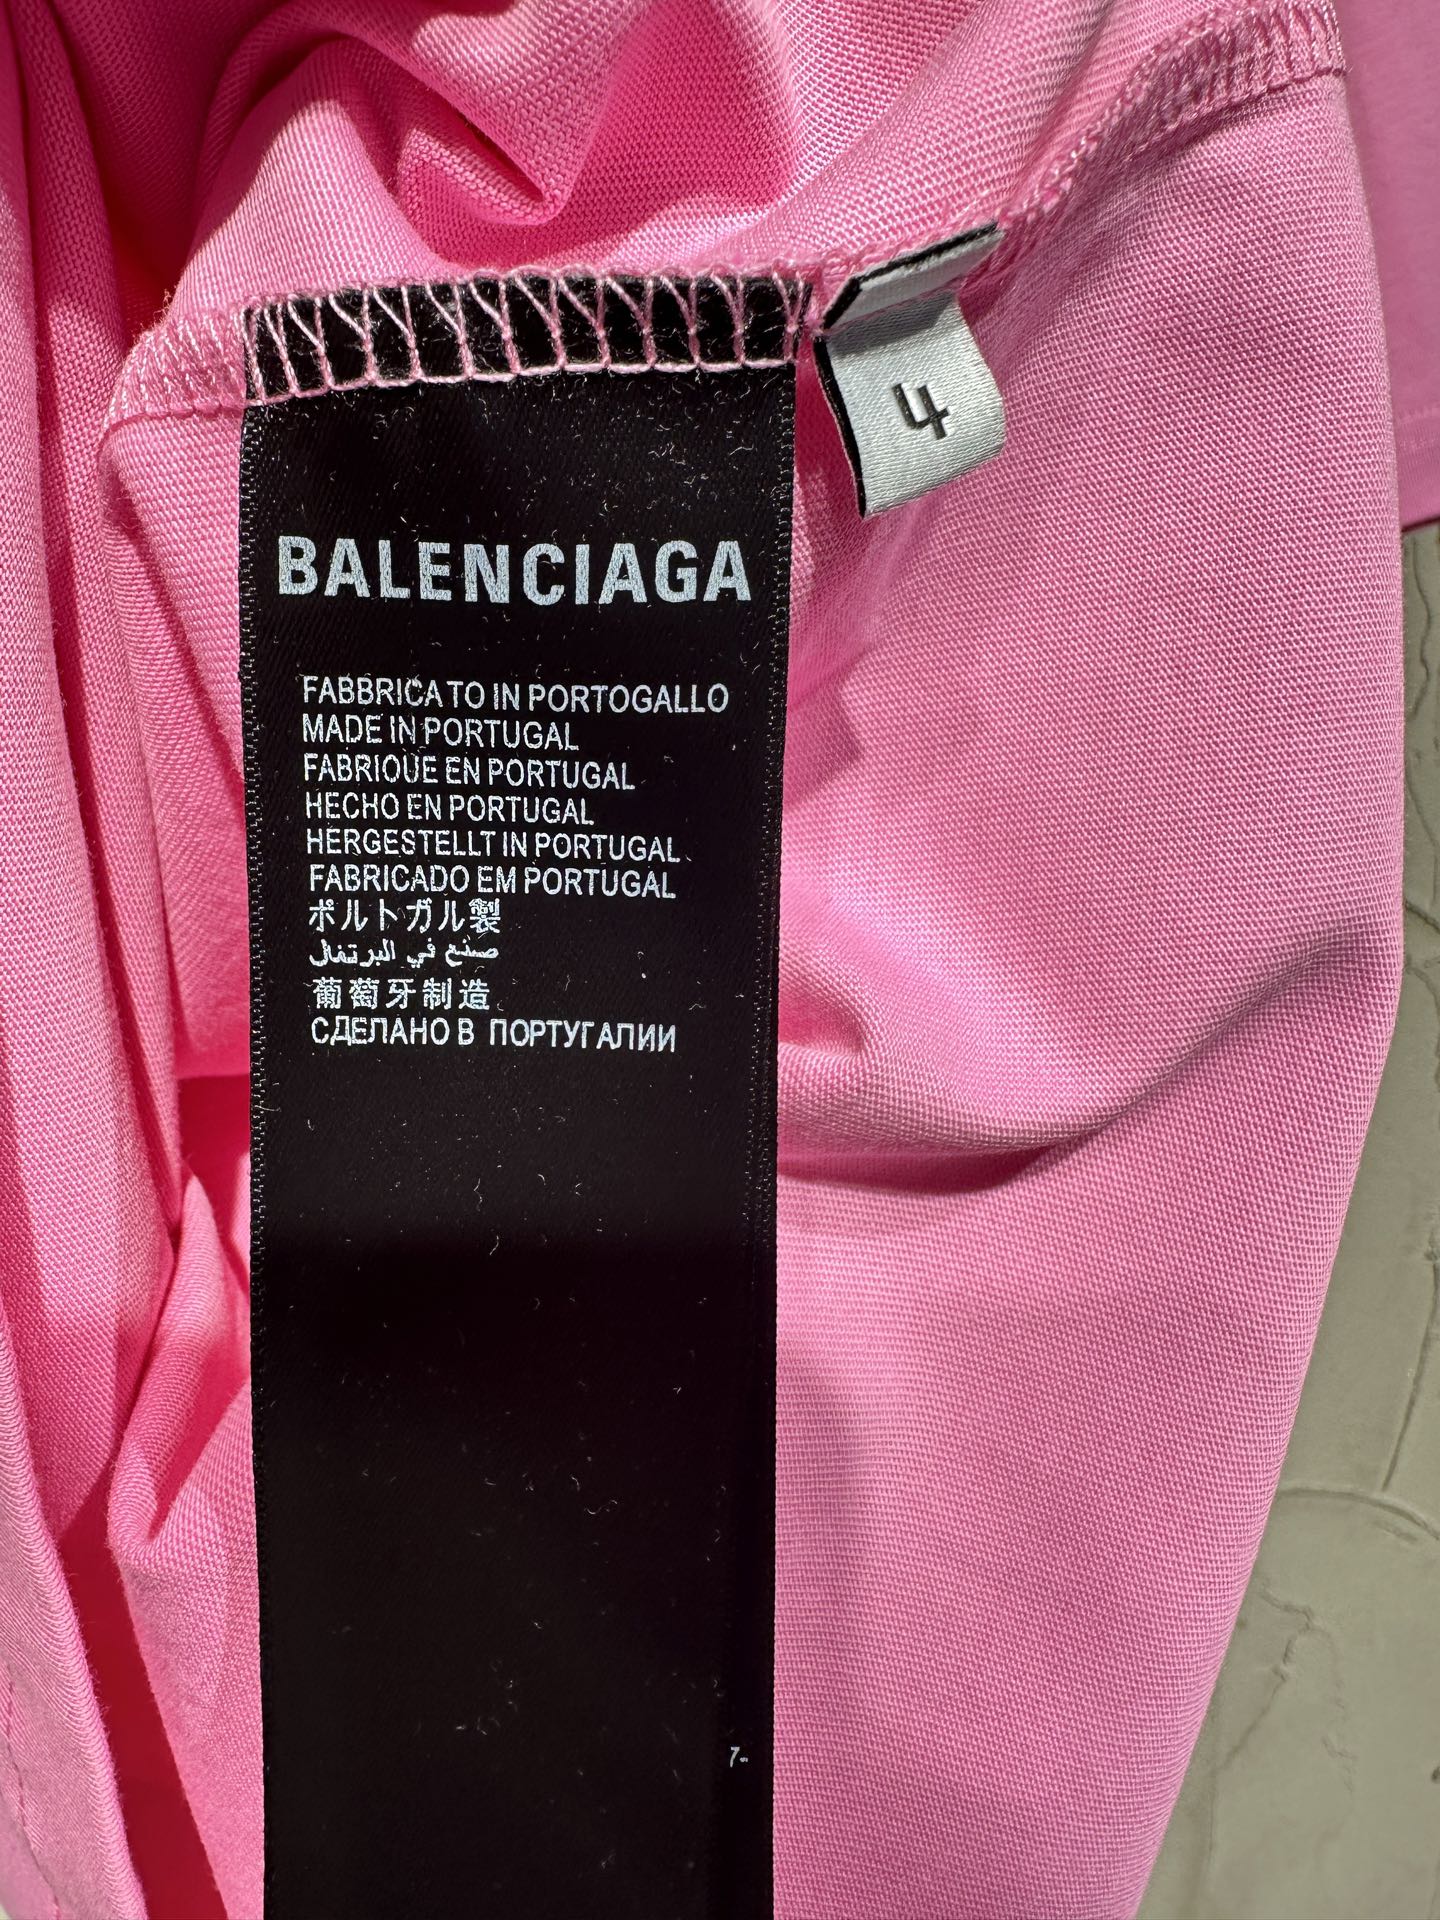 4
BALENCIAGA
FABBRICATO IN PORTOGALLO
MADE IN PORTUGAL
FABRIQUE EN PORTUGAL
HECHO EN PORTUGAL
HERGESTELLT IN PORTUGAL
FABRICADO EM PORTUGAL
ポルトガル製
صنع في البرتغال
葡萄牙制造
СДЕЛАНО В ПОРТУГАЛИИ
7-